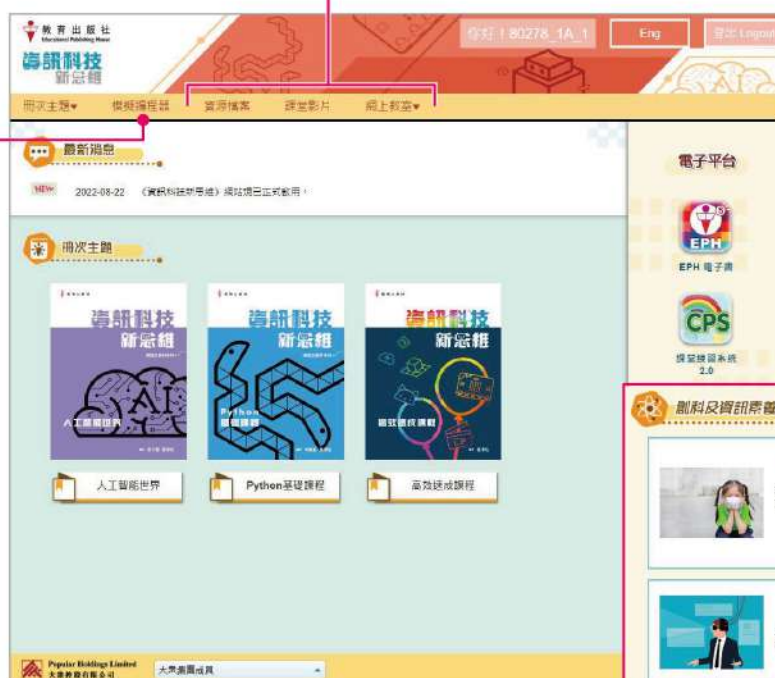 教育出版社
Educational Publishing House
資訊科技
新思維
你好！80278_1A_1
Eng
登出 Logout
冊次主題▾ 模擬編程器 資源檔案 課堂影片 網上教室▾
最新消息
NEW 2022-08-22 《資訊科技新思維》網站現已正式啟用。
冊次主題
資訊科技
新思維
人工智能世界
資訊科技
新思維
Python
基礎課程
資訊科技
新思維
高效速成課程
人工智能世界
Python基礎課程
高效速成課程
電子平台
EPH
EPH 電子書
CPS
課堂練習系統
2.0
創科及資訊素養
Popular Holdings Limited
大眾控股有限公司
大眾集團成員